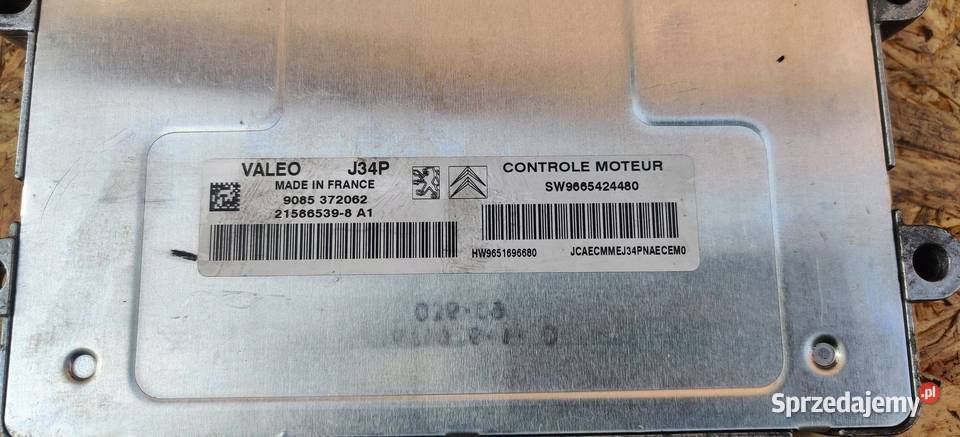 VALEO J34P
MADE IN FRANCE
9085 372062
21586539-8 A1
CONTROLE MOTEUR
SW9665424480
HW9651696680 JCAECMMEJ34PNAECEM0
Sprzedajemy.pl